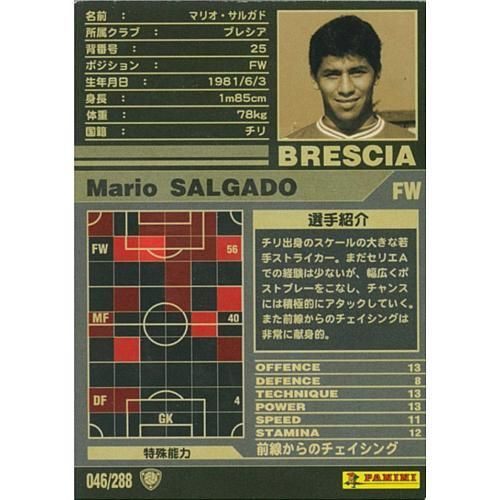 名前 : マリオ・サルガド
所属クラブ : ブレシア
背番号 : 25
ポジション : FW
生年月日 : 1981/6/3
身長 : 1m85cm
体重 : 78kg
国籍 : チリ
BRESCIA
Mario SALGADO FW
FW 56
MF 40
DF 4
GK
選手紹介
チリ出身のスケールの大きな若
手ストライカー。まだセリエA
での経験は少ないが、幅広くポ
ストプレーをこなし、チャンス
には積極的にアタックしていく。
また前線からのチェイシングは
非常に献身的。
OFFENCE 13
DEFENCE 8
TECHNIQUE 13
POWER 13
SPEED 11
STAMINA 12
特殊能力 前線からのチェイシング
046/288
PANINI